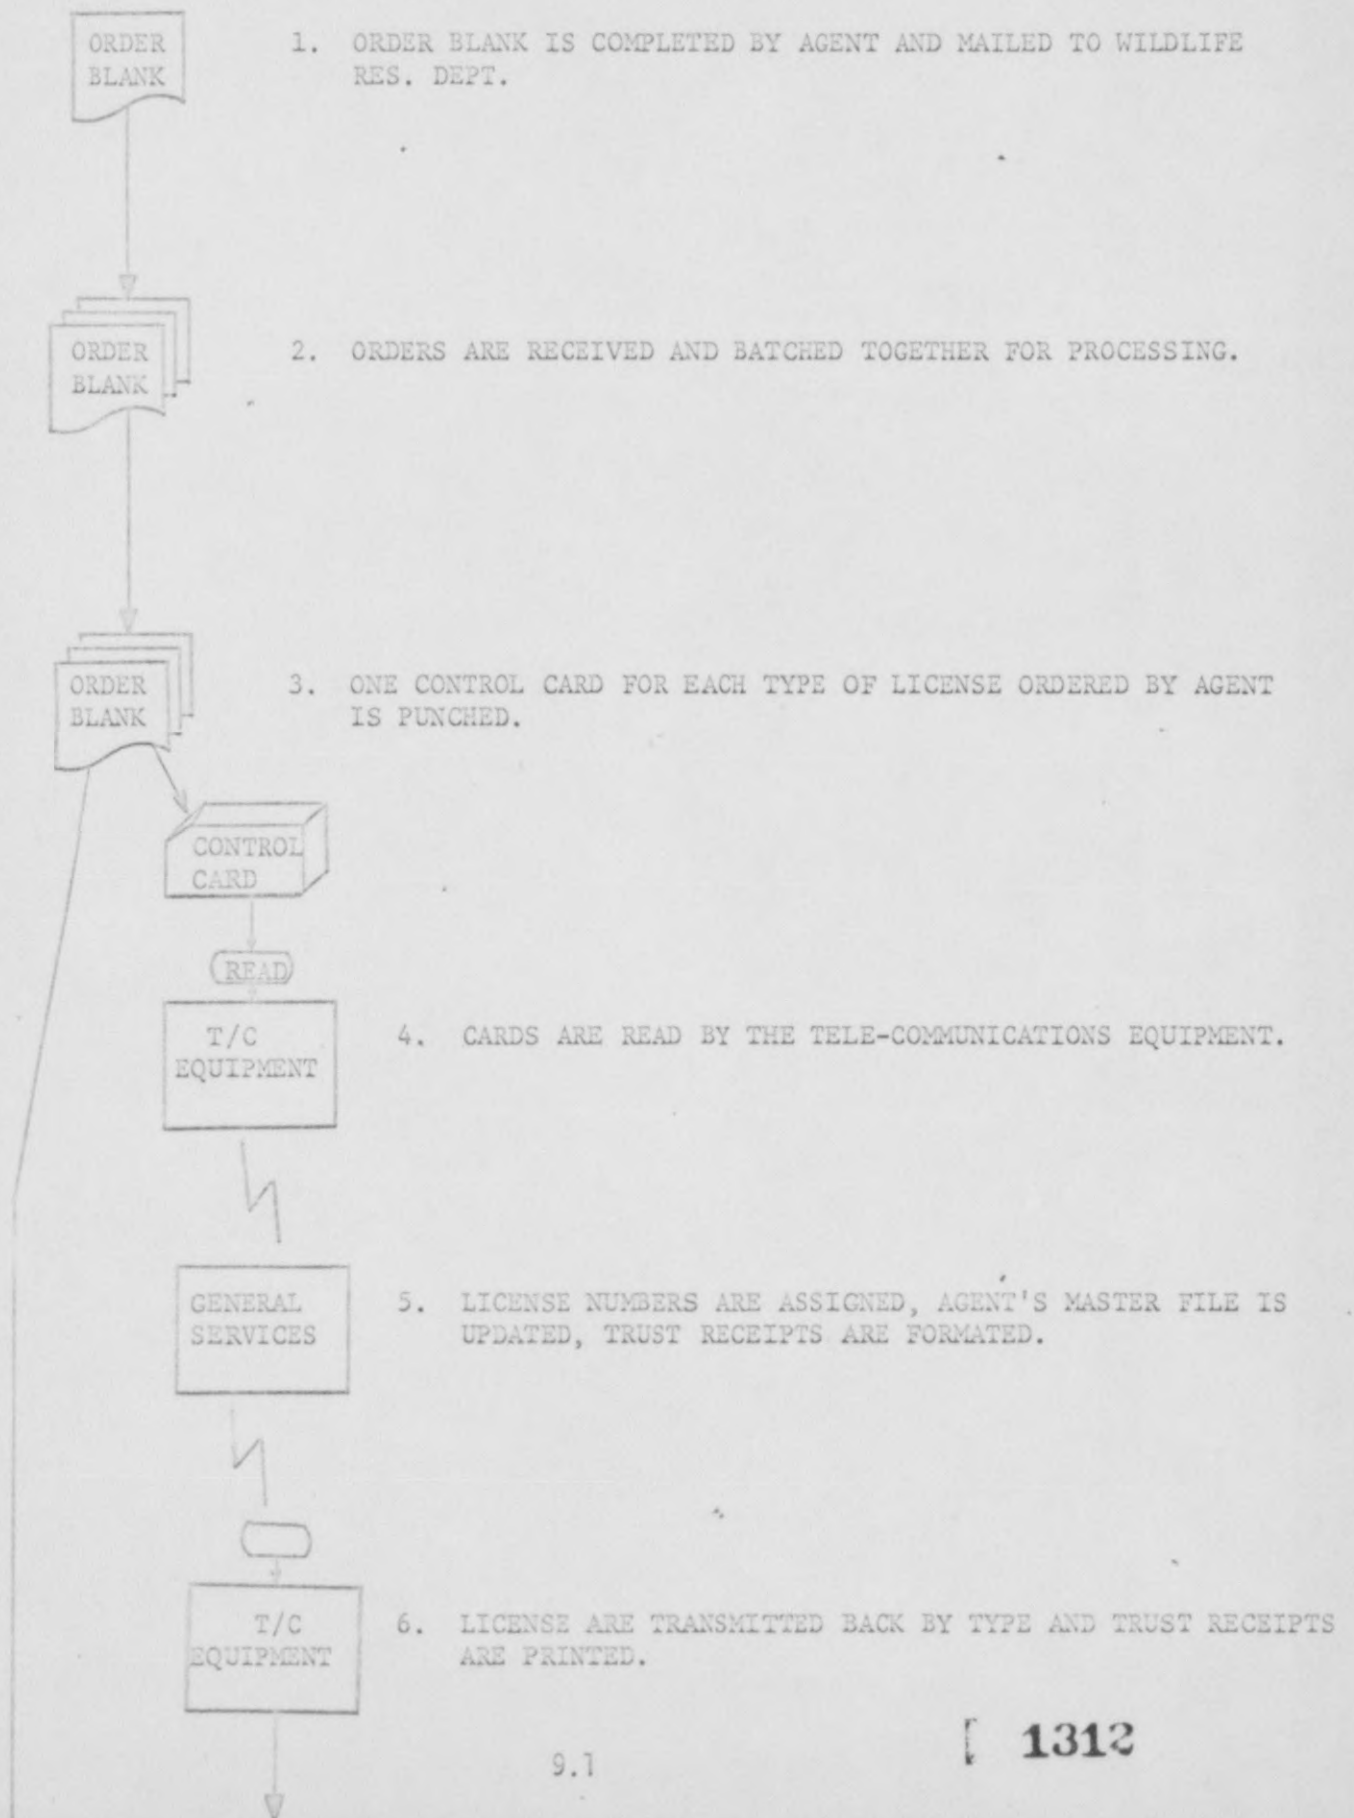 ORDER
BLANK
1. ORDER BLANK IS COMPLETED BY AGENT AND MAILED TO WILDLIFE
RES. DEPT.
ORDER
BLANK
2. ORDERS ARE RECEIVED AND BATCHED TOGETHER FOR PROCESSING.
ORDER
BLANK
3. ONE CONTROL CARD FOR EACH TYPE OF LICENSE ORDERED BY AGENT
IS PUNCHED.
CONTROL
CARD
READ
T/C
EQUIPMENT
4. CARDS ARE READ BY THE TELE-COMMUNICATIONS EQUIPMENT.
GENERAL
SERVICES
5. LICENSE NUMBERS ARE ASSIGNED, AGENT'S MASTER FILE IS
UPDATED, TRUST RECEIPTS ARE FORMATED.
T/C
EQUIPMENT
6. LICENSE ARE TRANSMITTED BACK BY TYPE AND TRUST RECEIPTS
ARE PRINTED.
9.1
[ 1312